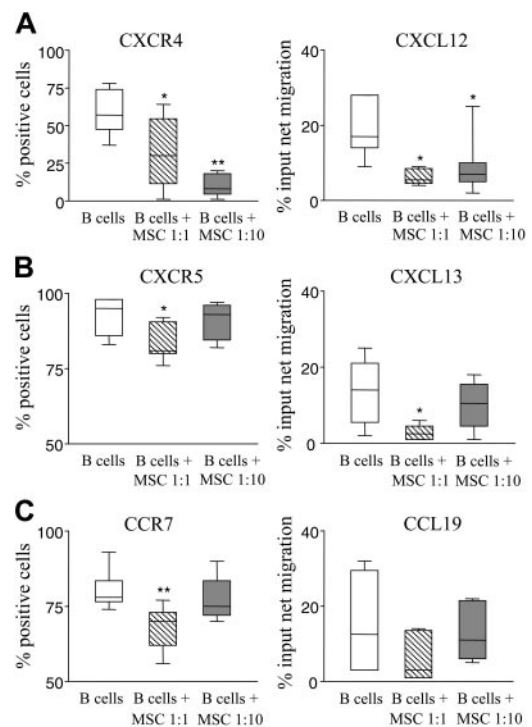 A
CXCR4
CXCL12
% positive cells
100
75
50
25
0
*
**
B cells
B cells +
MSC 1:1
B cells +
MSC 1:10
% input net migration
40
20
0
*
*
B cells
B cells +
MSC 1:1
B cells +
MSC 1:10
B
CXCR5
CXCL13
% positive cells
100
75
50
*
B cells
B cells +
MSC 1:1
B cells +
MSC 1:10
% input net migration
40
20
0
*
B cells
B cells +
MSC 1:1
B cells +
MSC 1:10
C
CCR7
CCL19
% positive cells
100
75
50
**
B cells
B cells +
MSC 1:1
B cells +
MSC 1:10
% input net migration
40
20
0
B cells
B cells +
MSC 1:1
B cells +
MSC 1:10